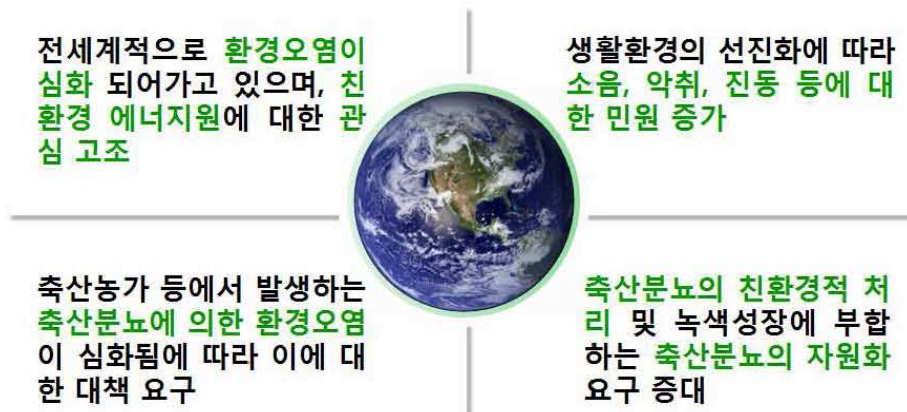 전세계적으로 환경오염이
심화 되어가고 있으며, 친
환경 에너지원에 대한 관
심 고조
생활환경의 선진화에 따라
소음, 악취, 진동 등에 대
한 민원 증가
축산농가 등에서 발생하는
축산분뇨에 의한 환경오염
이 심화됨에 따라 이에 대
한 대책 요구
축산분뇨의 친환경적 처
리 및 녹색성장에 부합
하는 축산분뇨의 자원화
요구 증대